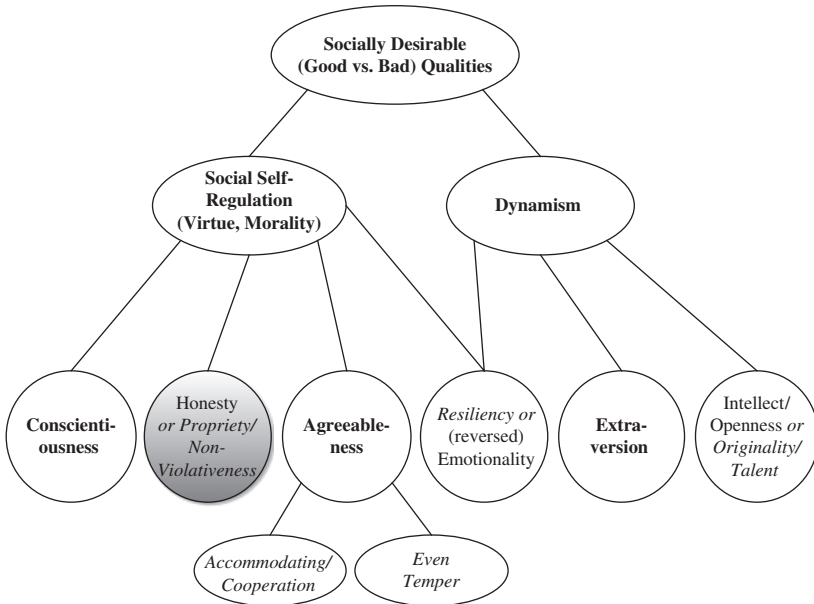 Socially Desirable
(Good vs. Bad) Qualities
Social Self-
Regulation
(Virtue, Morality)
Dynamism
Conscienti-
ousness
Honesty
or Propriety/
Non-
Violativeness
Agreeable-
ness
Resiliency or
(reversed)
Emotionality
Extra-
version
Intellect/
Openness or
Originality/
Talent
Accommodating/
Cooperation
Even
Temper